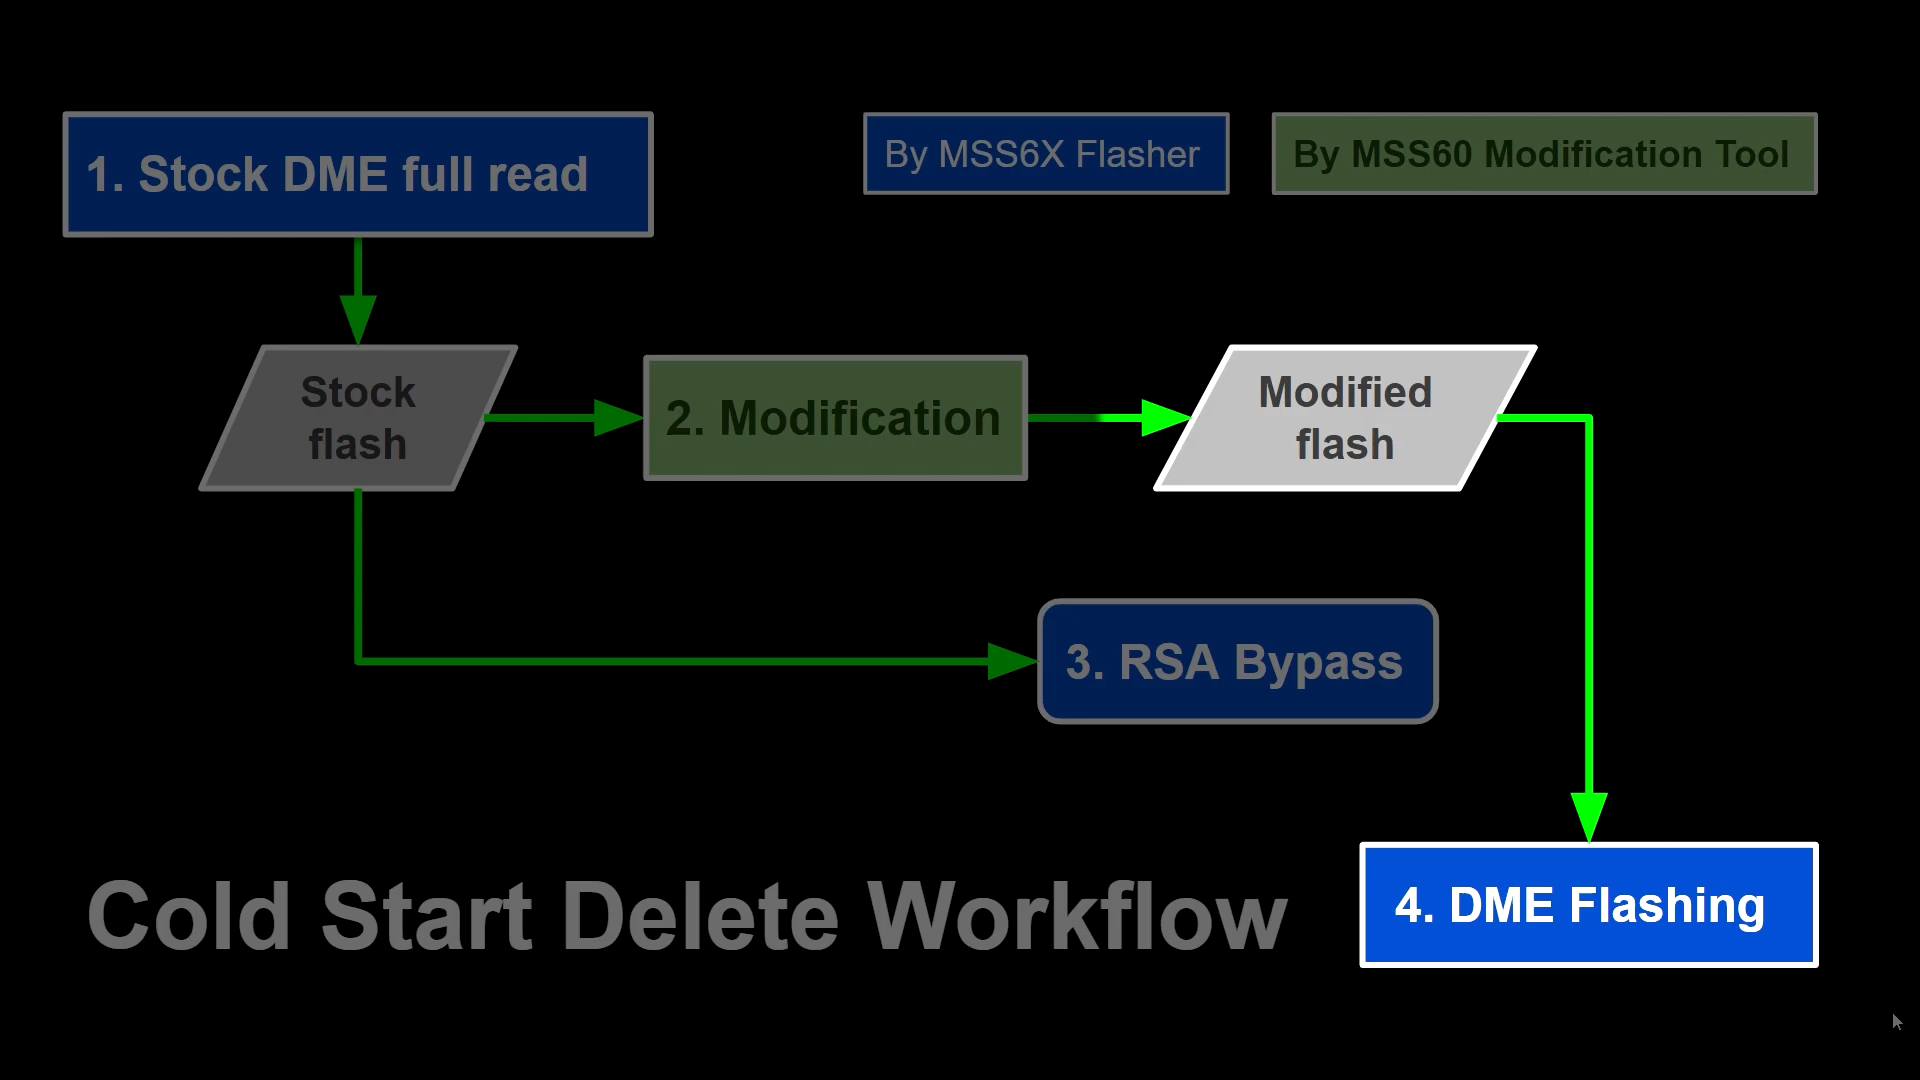 1. Stock DME full read
By MSS6X Flasher
By MSS60 Modification Tool
Stock
flash
2. Modification
Modified
flash
3. RSA Bypass
Cold Start Delete Workflow
4. DME Flashing